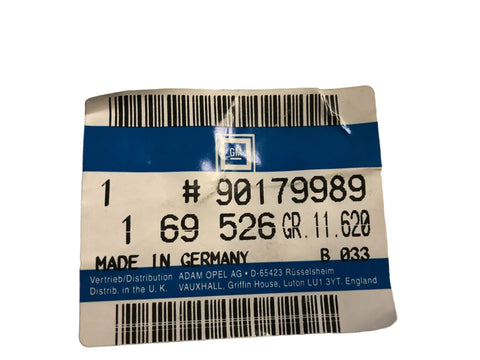 GM
1 # 90179989
1 69 526 GR. 11.620
MADE IN GERMANY B 033
Vertrieb/Distribution ADAM OPEL AG • D-65423 Rüsselsheim
Distrib. in the U. K. VAUXHALL, Griffin House, Luton LU1 3YT. England